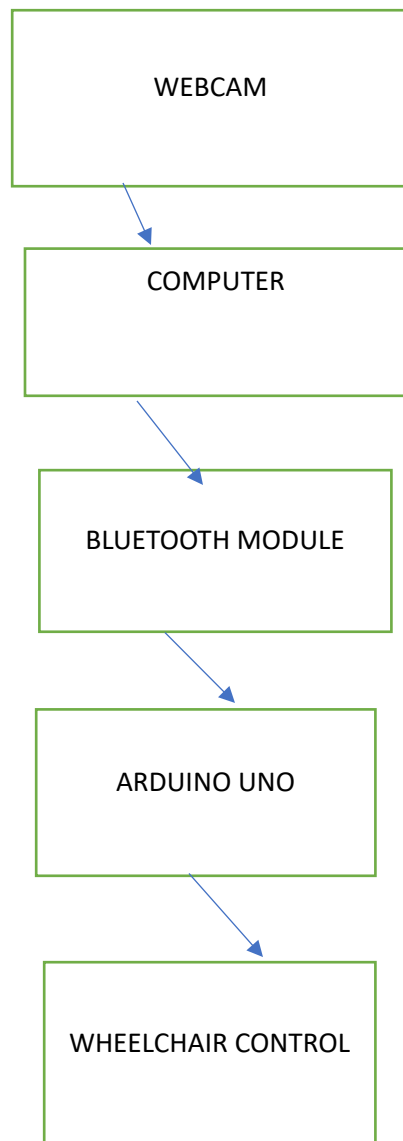 WEBCAM
COMPUTER
BLUETOOTH MODULE
ARDUINO UNO
WHEELCHAIR CONTROL